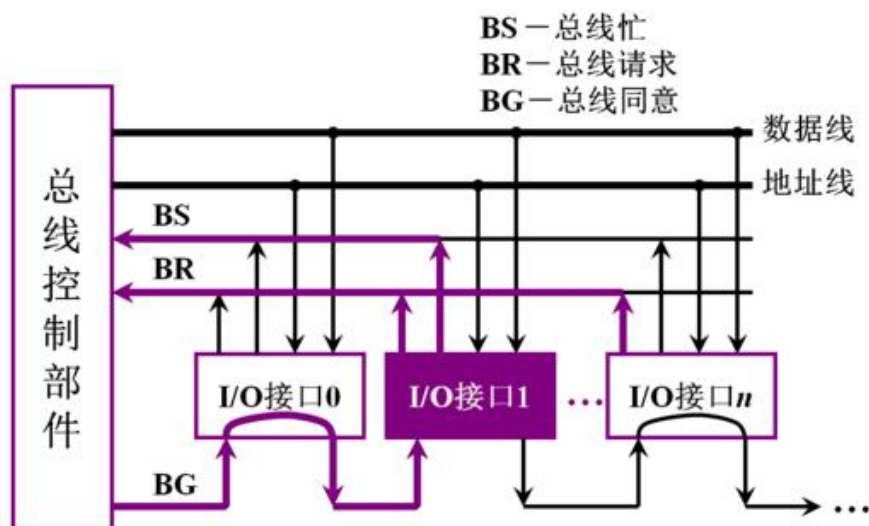 BS－总线忙
BR－总线请求
BG－总线同意
数据线
地址线
总线控制部件
BS
BR
I/O接口0
I/O接口1
…
I/O接口n
BG
…